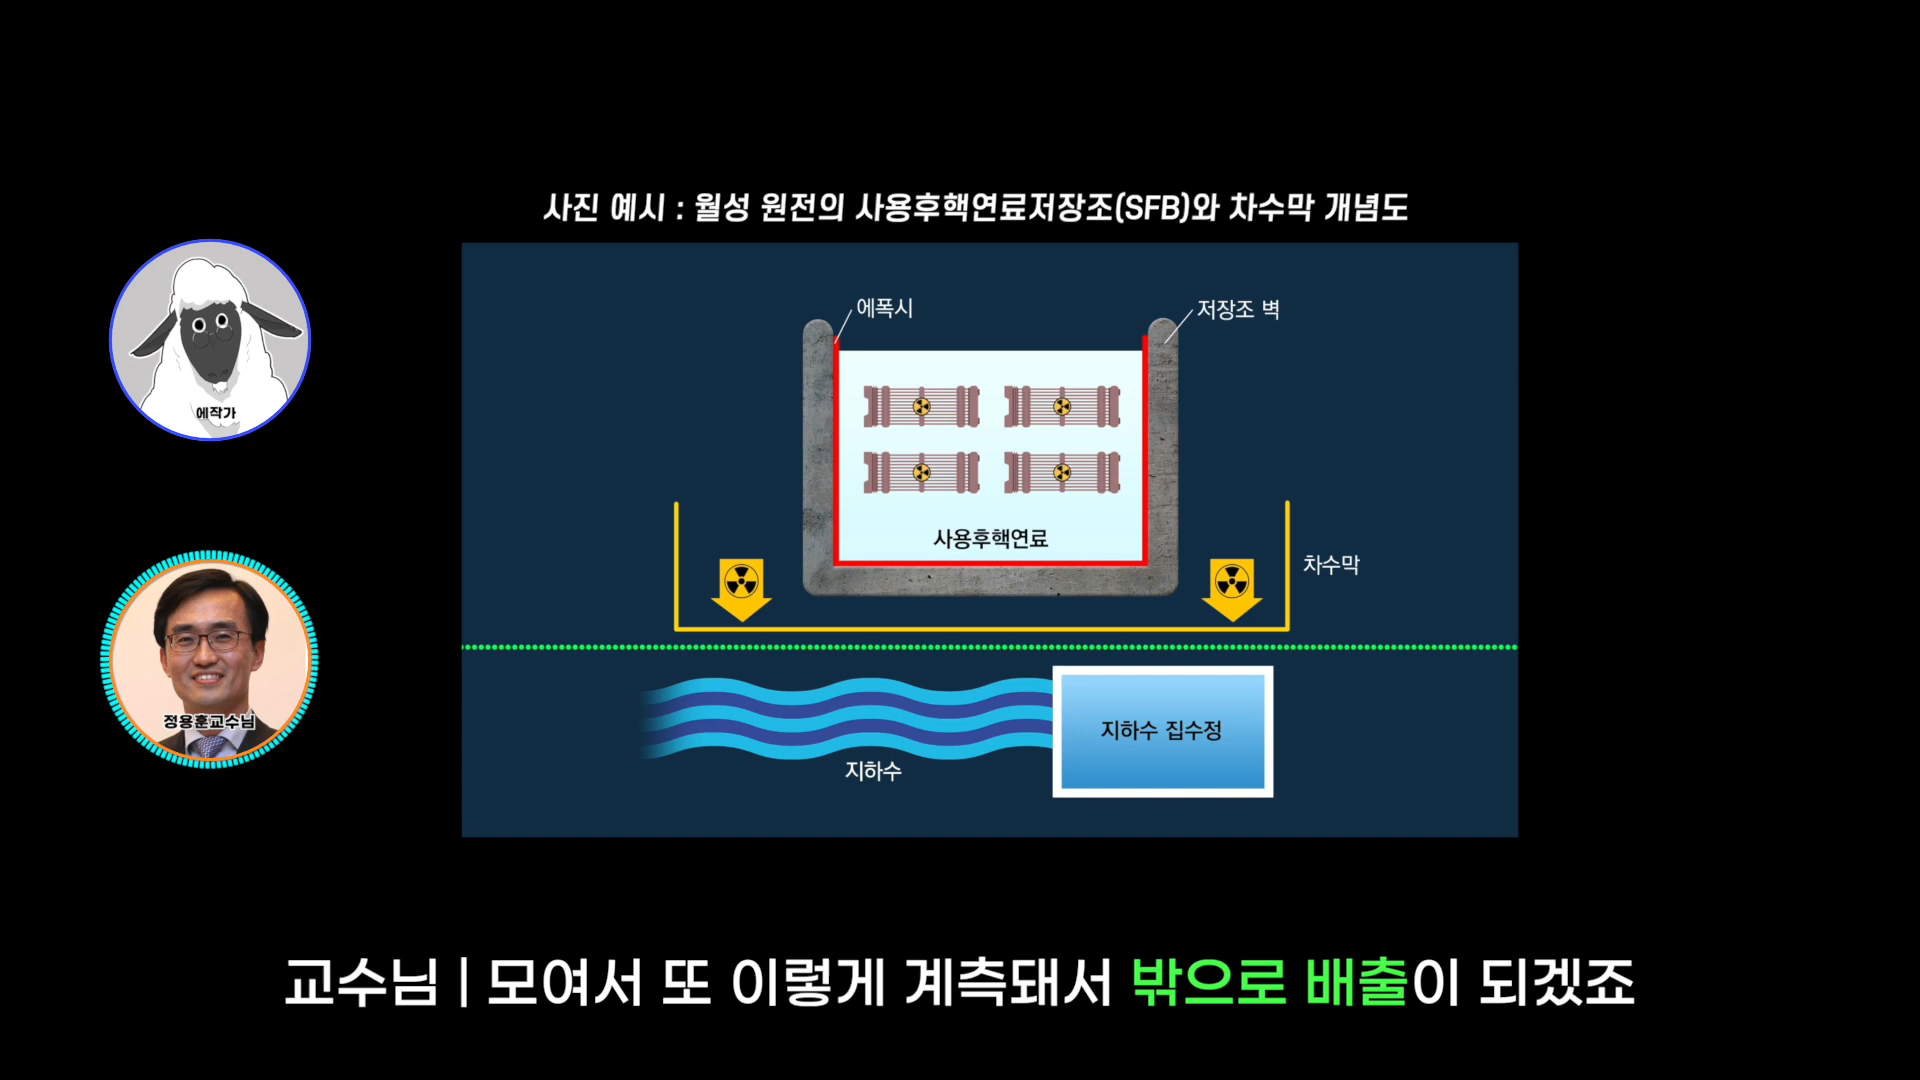 사진 예시 : 월성 원전의 사용후핵연료저장조(SFB)와 차수막 개념도
에폭시
저장조 벽
에작가
사용후핵연료
차수막
정용훈교수님
지하수 집수정
지하수
교수님 | 모여서 또 이렇게 계측돼서 밖으로 배출이 되겠죠